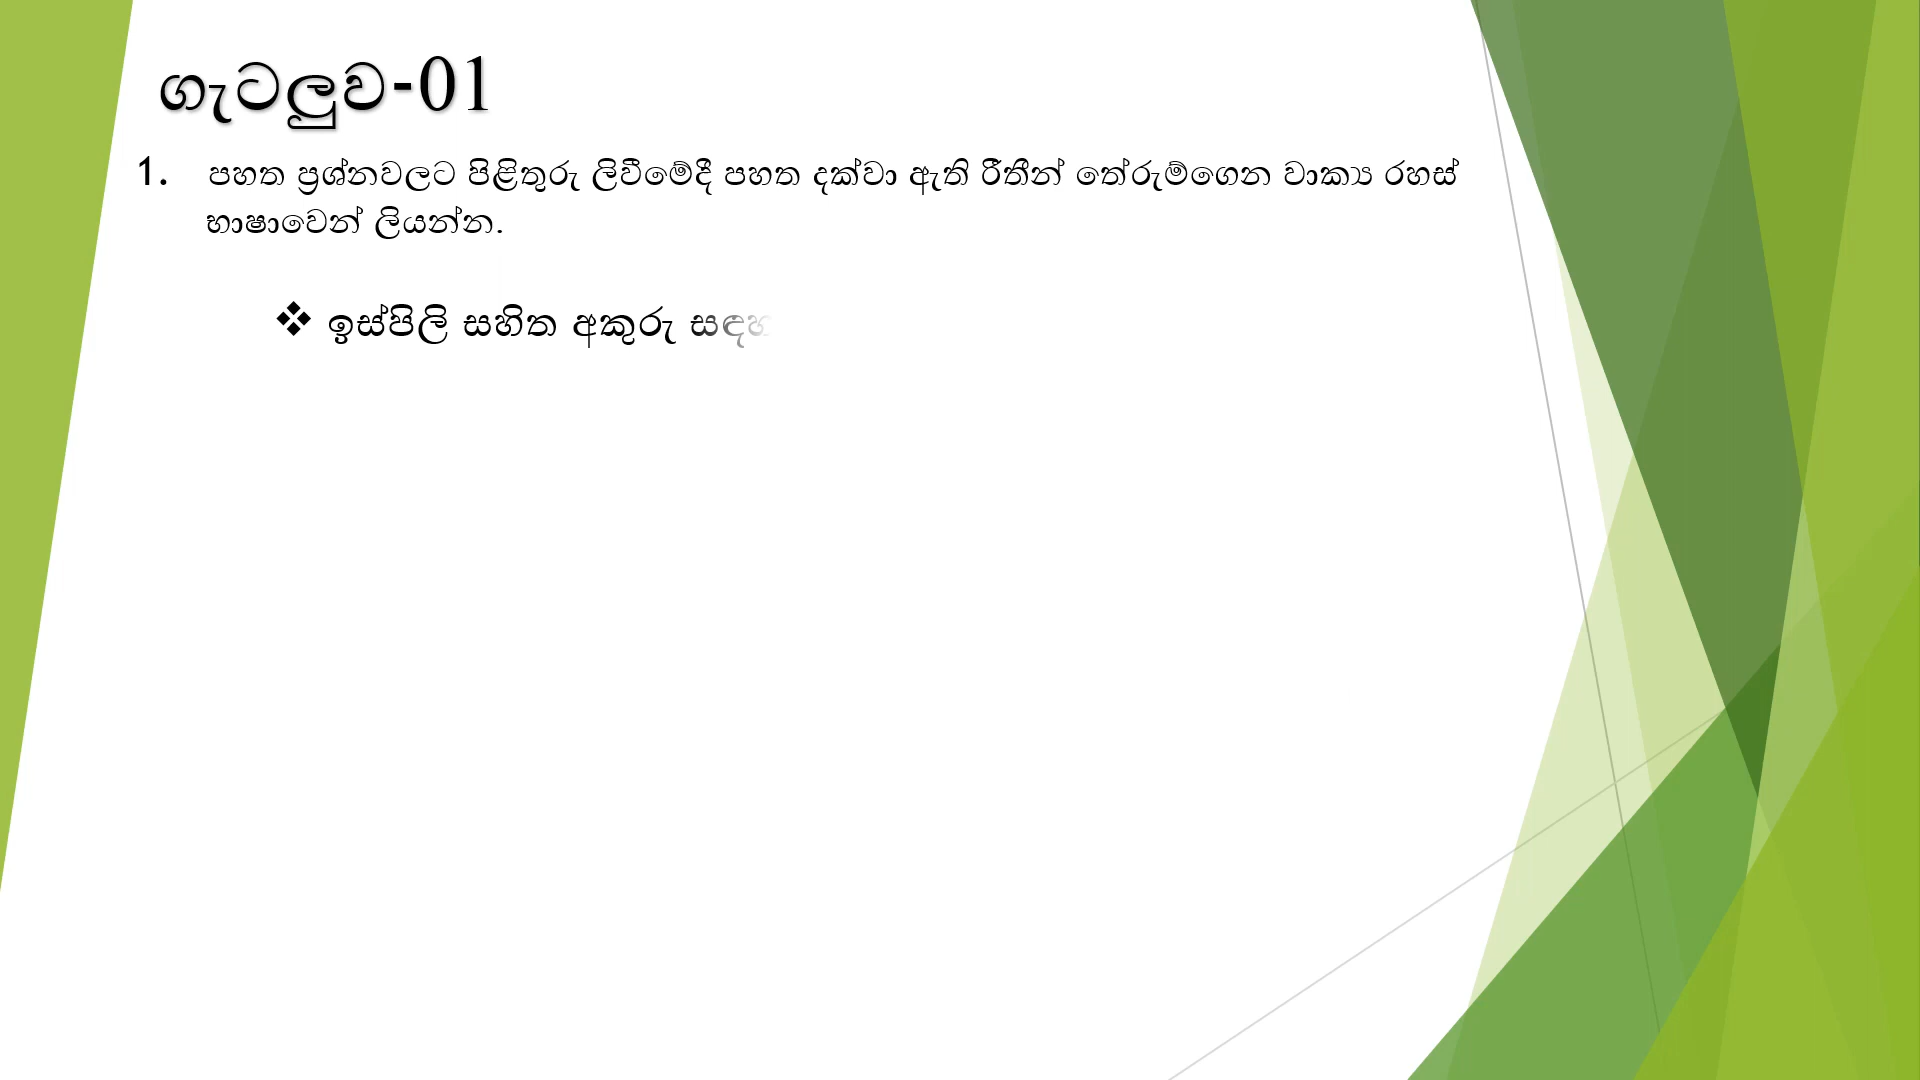 ගැටලුව-01
1. පහත ප්‍රශ්නවලට පිළිතුරු ලිවීමේදී පහත දක්වා ඇති රීතීන් තේරුම්ගෙන වාක්‍ය රහස්
භාෂාවෙන් ලියන්න.
❖ ඉස්පිලි සහිත අකුරු